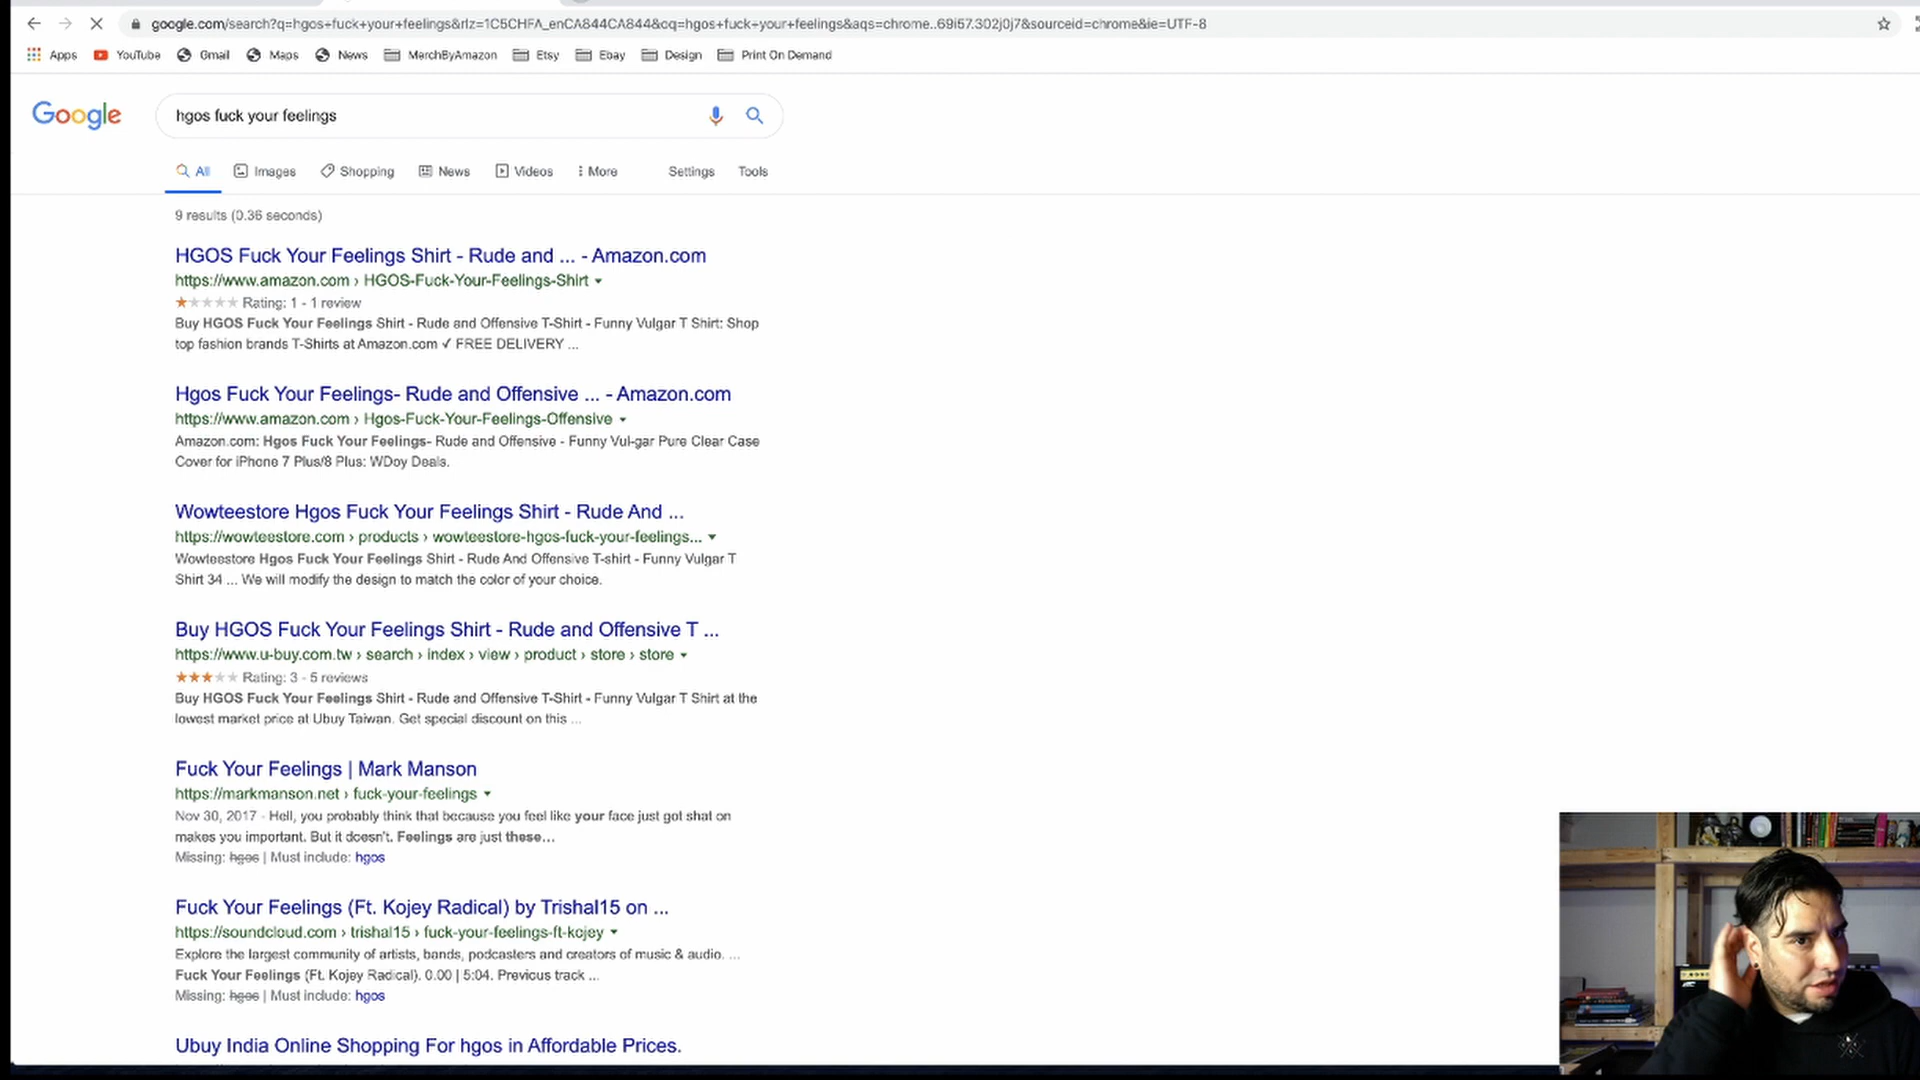 google.com/search?q=hgos+fuck+your+feelings&rlz=1C5CHFA_enCA844CA844&oq=hgos+fuck+your+feelings&aqs=chrome..69i57.302j0j7&sourceid=chrome&ie=UTF-8
Apps YouTube Gmail Maps News MerchByAmazon Etsy Ebay Design Print On Demand
Google hgos fuck your feelings
All Images Shopping News Videos More Settings Tools
9 results (0.36 seconds)
HGOS Fuck Your Feelings Shirt - Rude and ... - Amazon.com
https://www.amazon.com › HGOS-Fuck-Your-Feelings-Shirt
Rating: 1 - 1 review
Buy HGOS Fuck Your Feelings Shirt - Rude and Offensive T-Shirt - Funny Vulgar T Shirt: Shop
top fashion brands T-Shirts at Amazon.com ✓ FREE DELIVERY ...
Hgos Fuck Your Feelings- Rude and Offensive ... - Amazon.com
https://www.amazon.com › Hgos-Fuck-Your-Feelings-Offensive
Amazon.com: Hgos Fuck Your Feelings- Rude and Offensive - Funny Vul-gar Pure Clear Case
Cover for iPhone 7 Plus/8 Plus: WDoy Deals.
Wowteestore Hgos Fuck Your Feelings Shirt - Rude And ...
https://wowteestore.com › products › wowteestore-hgos-fuck-your-feelings...
Wowteestore Hgos Fuck Your Feelings Shirt - Rude And Offensive T-shirt - Funny Vulgar T
Shirt 34 ... We will modify the design to match the color of your choice.
Buy HGOS Fuck Your Feelings Shirt - Rude and Offensive T ...
https://www.u-buy.com.tw › search › index › view › product › store › store
Rating: 3 - 5 reviews
Buy HGOS Fuck Your Feelings Shirt - Rude and Offensive T-Shirt - Funny Vulgar T Shirt at the
lowest market price at Ubuy Taiwan. Get special discount on this ...
Fuck Your Feelings | Mark Manson
https://markmanson.net › fuck-your-feelings
Nov 30, 2017 - Hell, you probably think that because you feel like your face just got shat on
makes you important. But it doesn't. Feelings are just these...
Missing: hgos | Must include: hgos
Fuck Your Feelings (Ft. Kojey Radical) by Trishal15 on ...
https://soundcloud.com › trishal15 › fuck-your-feelings-ft-kojey
Explore the largest community of artists, bands, podcasters and creators of music & audio. ...
Fuck Your Feelings (Ft. Kojey Radical). 0.00 | 5:04. Previous track ...
Missing: hgos | Must include: hgos
Ubuy India Online Shopping For hgos in Affordable Prices.